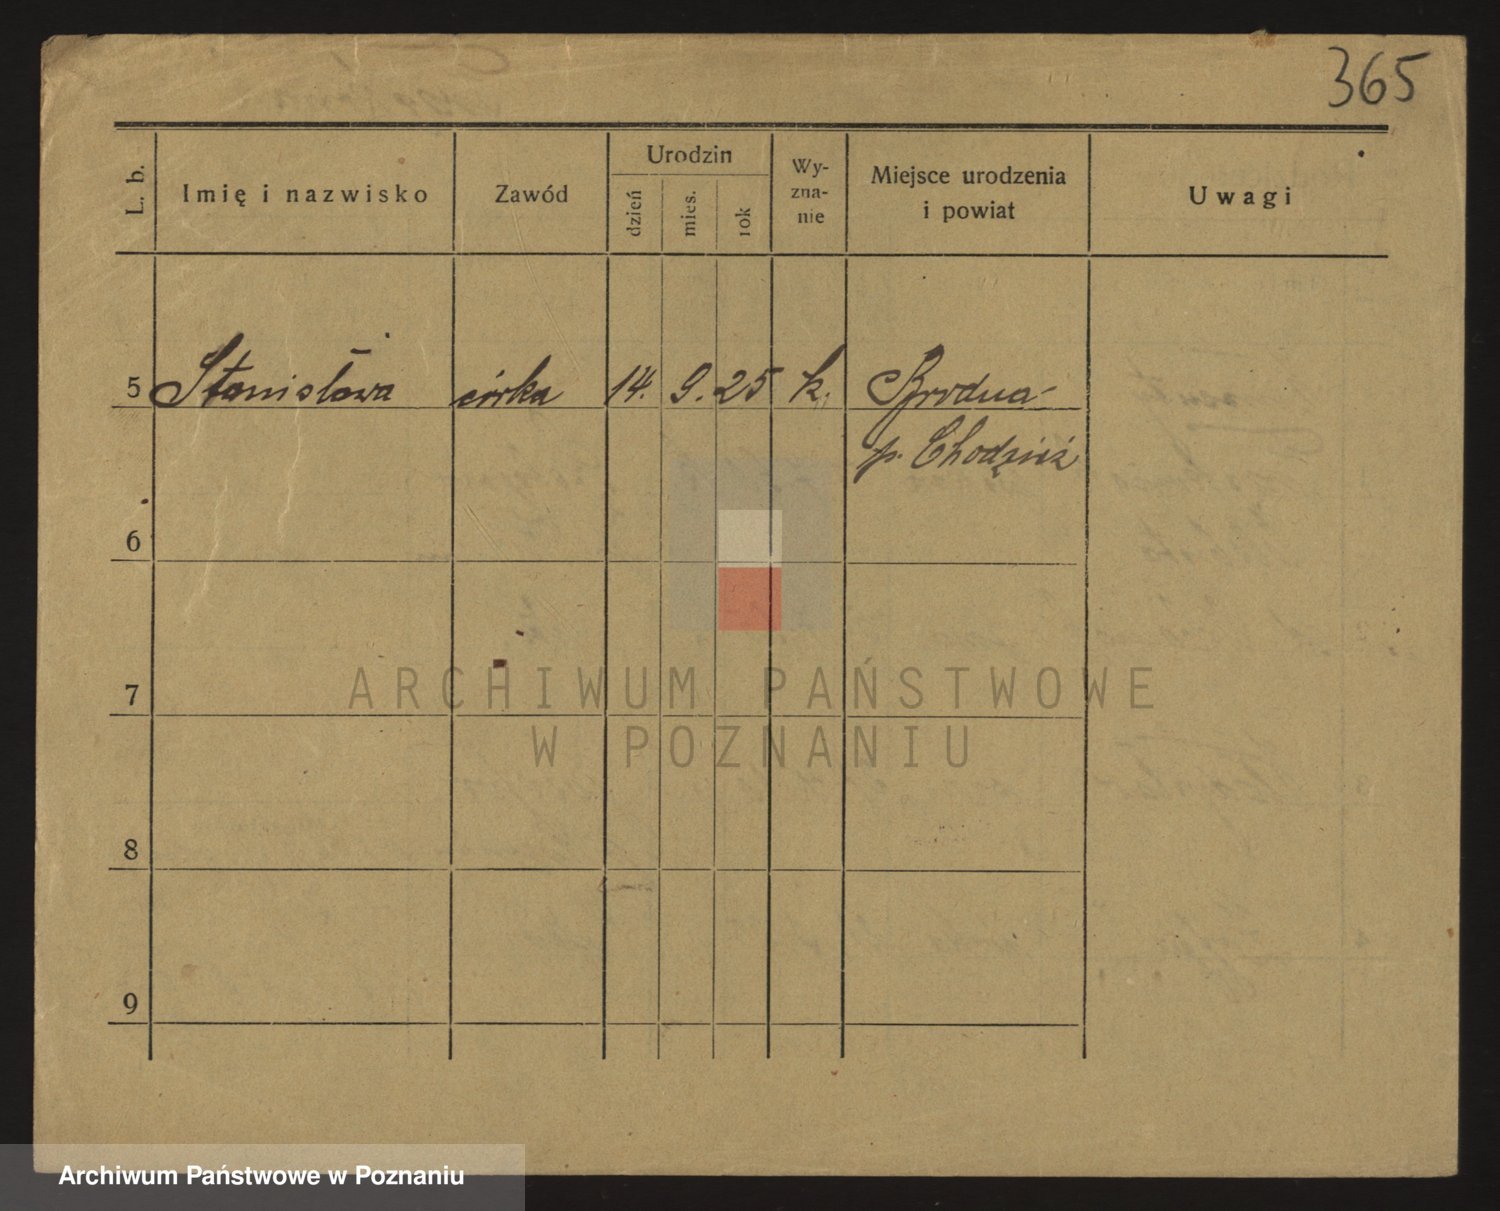 365
L. b.
Imię i nazwisko
Zawód
Urodzin
dzień
mies.
rok
Wy-
zna-
nie
Miejsce urodzenia
i powiat
Uwagi
5 Stanisława córka 14. 9. 25 k. Brodna
p. Chodzież
6
7
8
9
ARCHIWUM PAŃSTWOWE
W POZNANIU
Archiwum Państwowe w Poznaniu